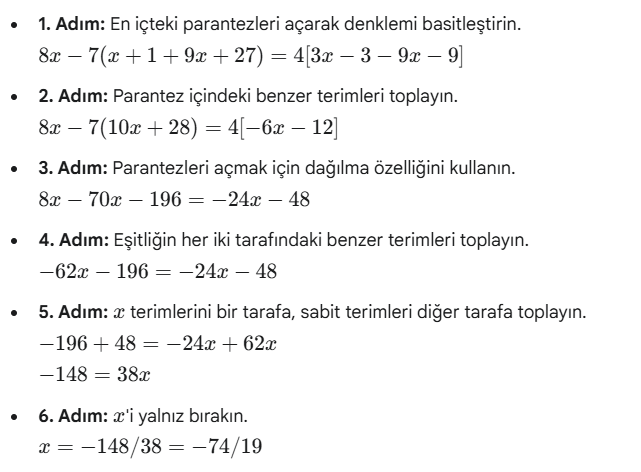 • 1. Adım: En içteki parantezleri açarak denklemi basitleştirin.
8x − 7(x + 1 + 9x + 27) = 4[3x − 3 − 9x − 9]
• 2. Adım: Parantez içindeki benzer terimleri toplayın.
8x − 7(10x + 28) = 4[−6x − 12]
• 3. Adım: Parantezleri açmak için dağılma özelliğini kullanın.
8x − 70x − 196 = −24x − 48
• 4. Adım: Eşitliğin her iki tarafındaki benzer terimleri toplayın.
−62x − 196 = −24x − 48
• 5. Adım: x terimlerini bir tarafa, sabit terimleri diğer tarafa toplayın.
−196 + 48 = −24x + 62x
−148 = 38x
• 6. Adım: x'i yalnız bırakın.
x = −148/38 = −74/19